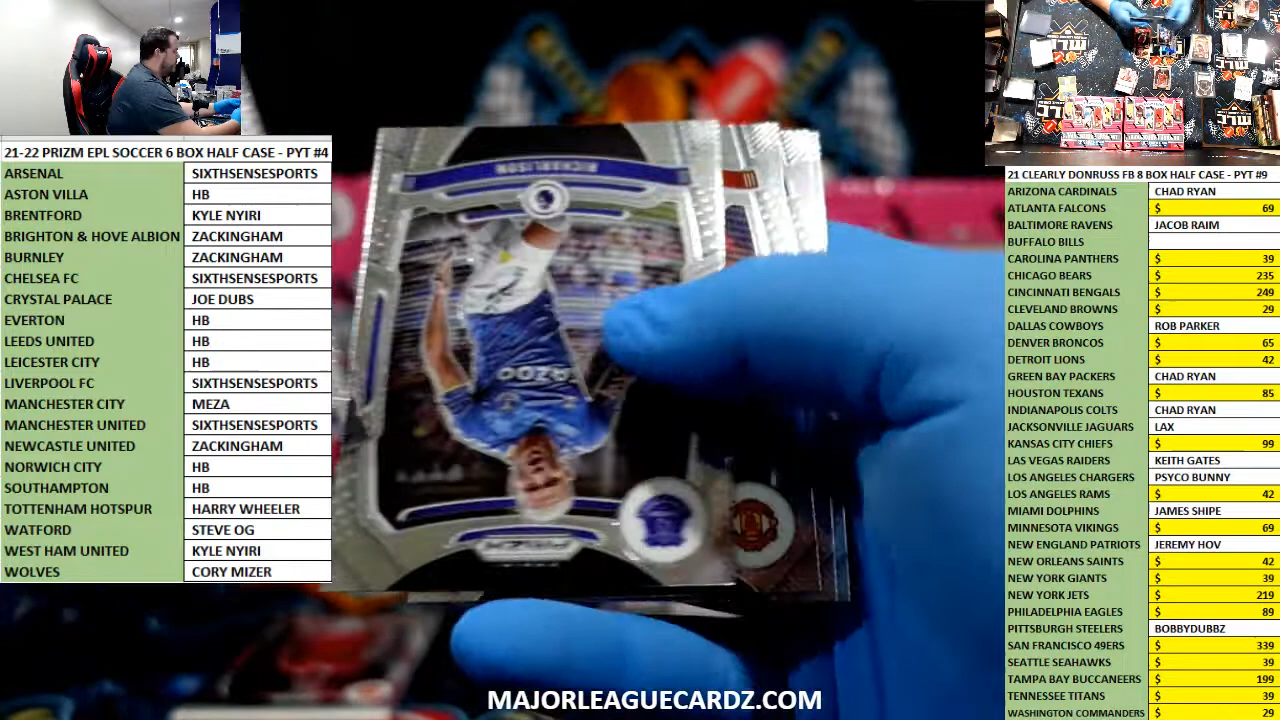 21-22 PRIZM EPL SOCCER 6 BOX HALF CASE - PYT #4
ARSENAL SIXTHSENSESPORTS
ASTON VILLA HB
BRENTFORD KYLE NYIRI
BRIGHTON & HOVE ALBION ZACKINGHAM
BURNLEY ZACKINGHAM
CHELSEA FC SIXTHSENSESPORTS
CRYSTAL PALACE JOE DUBS
EVERTON HB
LEEDS UNITED HB
LEICESTER CITY HB
LIVERPOOL FC SIXTHSENSESPORTS
MANCHESTER CITY MEZA
MANCHESTER UNITED SIXTHSENSESPORTS
NEWCASTLE UNITED ZACKINGHAM
NORWICH CITY HB
SOUTHAMPTON HB
TOTTENHAM HOTSPUR HARRY WHEELER
WATFORD STEVE OG
WEST HAM UNITED KYLE NYIRI
WOLVES CORY MIZER
RICHARLISON
CAZOO
PRIZM
MAJORLEAGUECARDZ.COM
21 CLEARLY DONRUSS FB 8 BOX HALF CASE - PYT #9
ARIZONA CARDINALS CHAD RYAN
ATLANTA FALCONS $ 69
BALTIMORE RAVENS JACOB RAIM
BUFFALO BILLS
CAROLINA PANTHERS $ 39
CHICAGO BEARS $ 235
CINCINNATI BENGALS $ 249
CLEVELAND BROWNS $ 29
DALLAS COWBOYS ROB PARKER
DENVER BRONCOS $ 65
DETROIT LIONS $ 42
GREEN BAY PACKERS CHAD RYAN
HOUSTON TEXANS $ 85
INDIANAPOLIS COLTS CHAD RYAN
JACKSONVILLE JAGUARS LAX
KANSAS CITY CHIEFS $ 99
LAS VEGAS RAIDERS KEITH GATES
LOS ANGELES CHARGERS PSYCO BUNNY
LOS ANGELES RAMS $ 42
MIAMI DOLPHINS JAMES SHIPE
MINNESOTA VIKINGS $ 69
NEW ENGLAND PATRIOTS JEREMY HOV
NEW ORLEANS SAINTS $ 42
NEW YORK GIANTS $ 39
NEW YORK JETS $ 219
PHILADELPHIA EAGLES $ 89
PITTSBURGH STEELERS BOBBYDUBBZ
SAN FRANCISCO 49ERS $ 339
SEATTLE SEAHAWKS $ 39
TAMPA BAY BUCCANEERS $ 199
TENNESSEE TITANS $ 39
WASHINGTON COMMANDERS $ 29